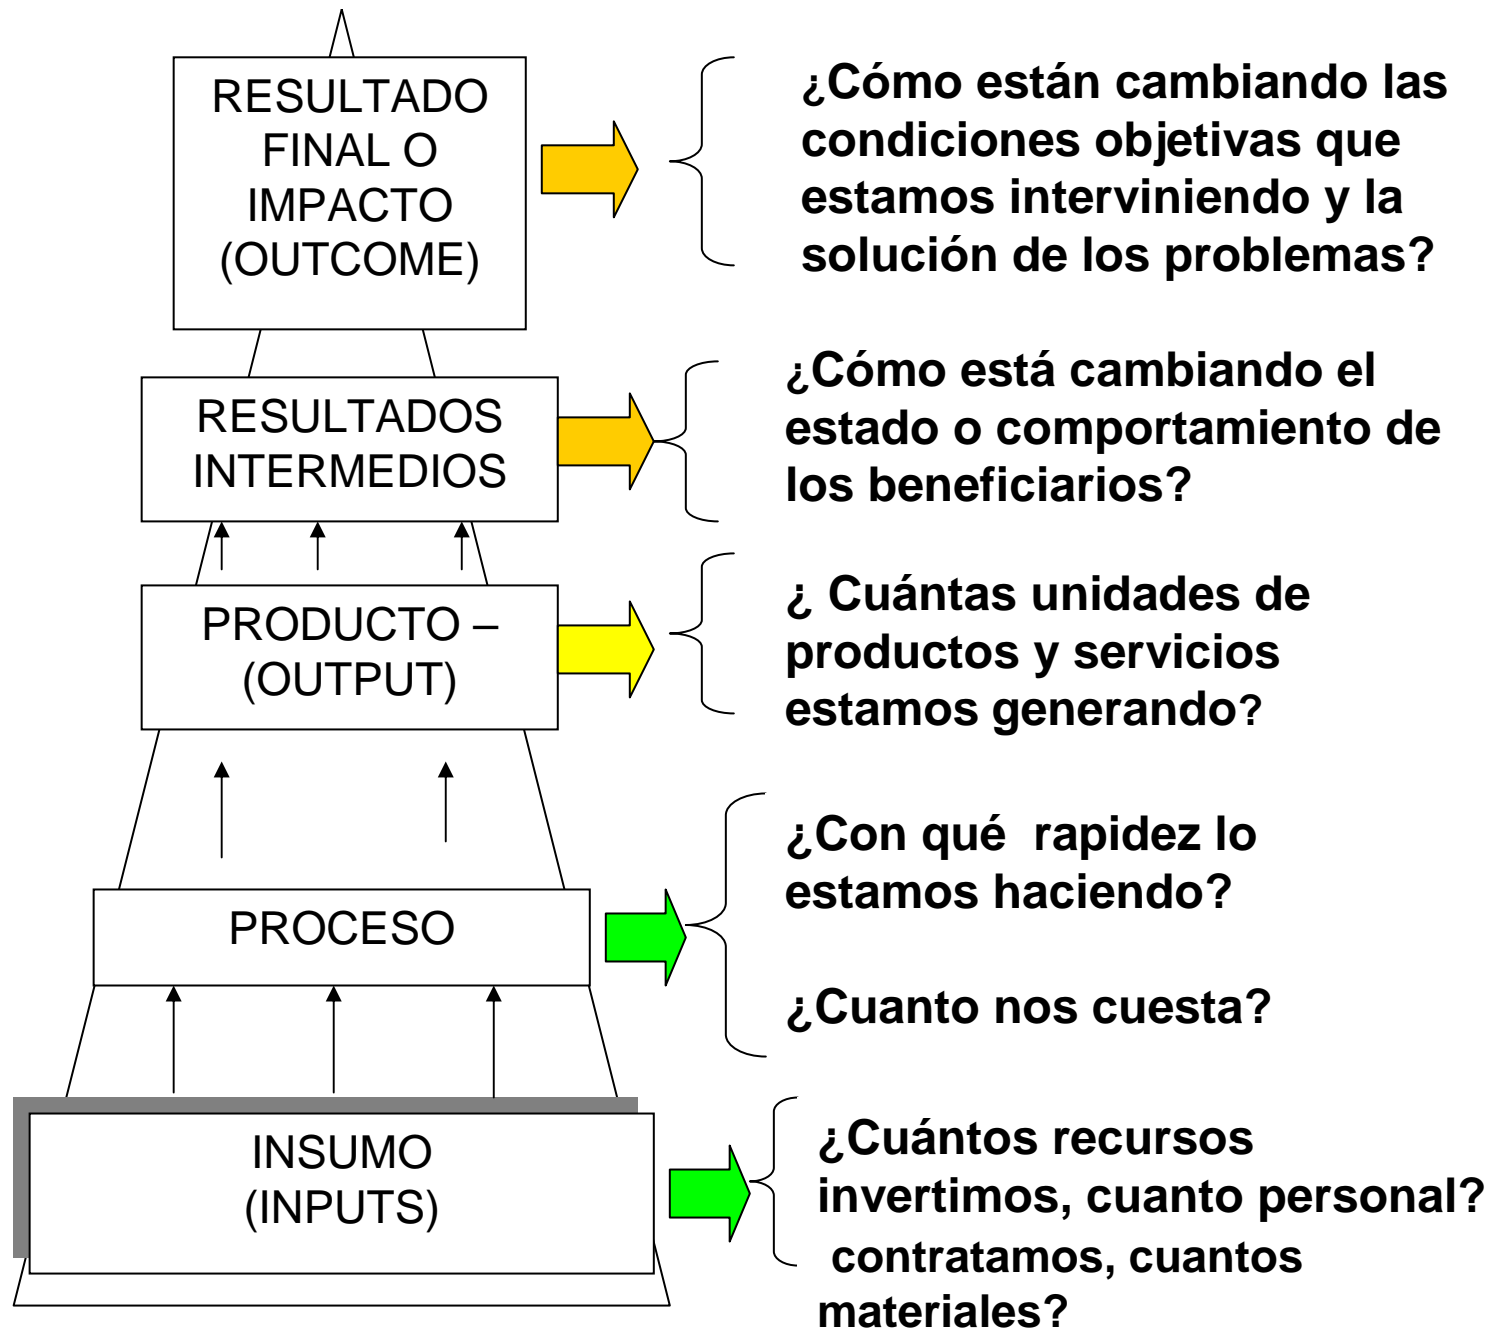 RESULTADO
FINAL O
IMPACTO
(OUTCOME)
¿Cómo están cambiando las
condiciones objetivas que
estamos interviniendo y la
solución de los problemas?
RESULTADOS
INTERMEDIOS
¿Cómo está cambiando el
estado o comportamiento de
los beneficiarios?
PRODUCTO –
(OUTPUT)
¿ Cuántas unidades de
productos y servicios
estamos generando?
PROCESO
¿Con qué  rapidez lo
estamos haciendo?
¿Cuanto nos cuesta?
INSUMO
(INPUTS)
¿Cuántos recursos
invertimos, cuanto personal?
contratamos, cuantos
materiales?